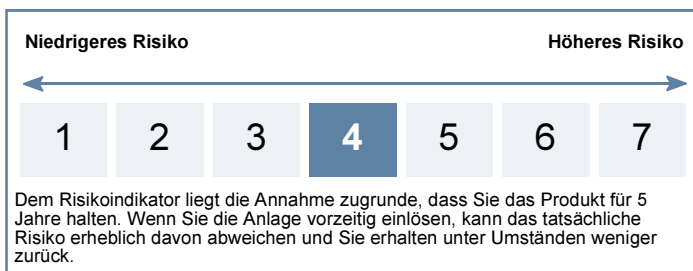 Niedrigeres Risiko Höheres Risiko
1 2 3 4 5 6 7
Dem Risikoindikator liegt die Annahme zugrunde, dass Sie das Produkt für 5
Jahre halten. Wenn Sie die Anlage vorzeitig einlösen, kann das tatsächliche
Risiko erheblich davon abweichen und Sie erhalten unter Umständen weniger
zurück.